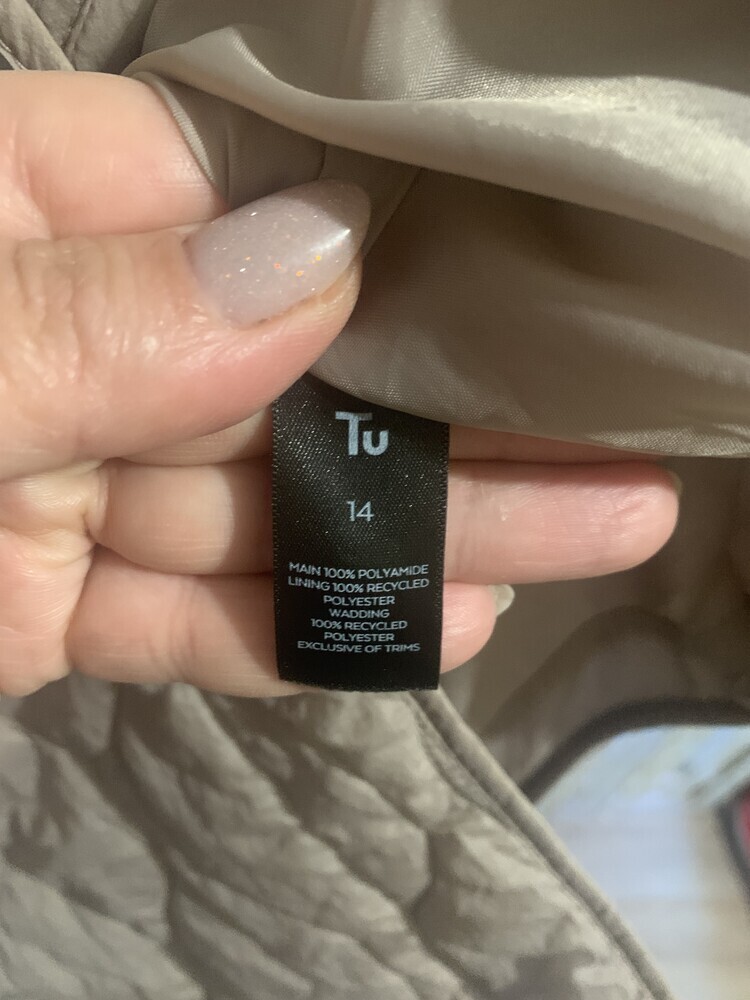 Tu
14
MAIN 100% POLYAMIDE
LINING 100% RECYCLED
POLYESTER
WADDING
100% RECYCLED
POLYESTER
EXCLUSIVE OF TRIMS